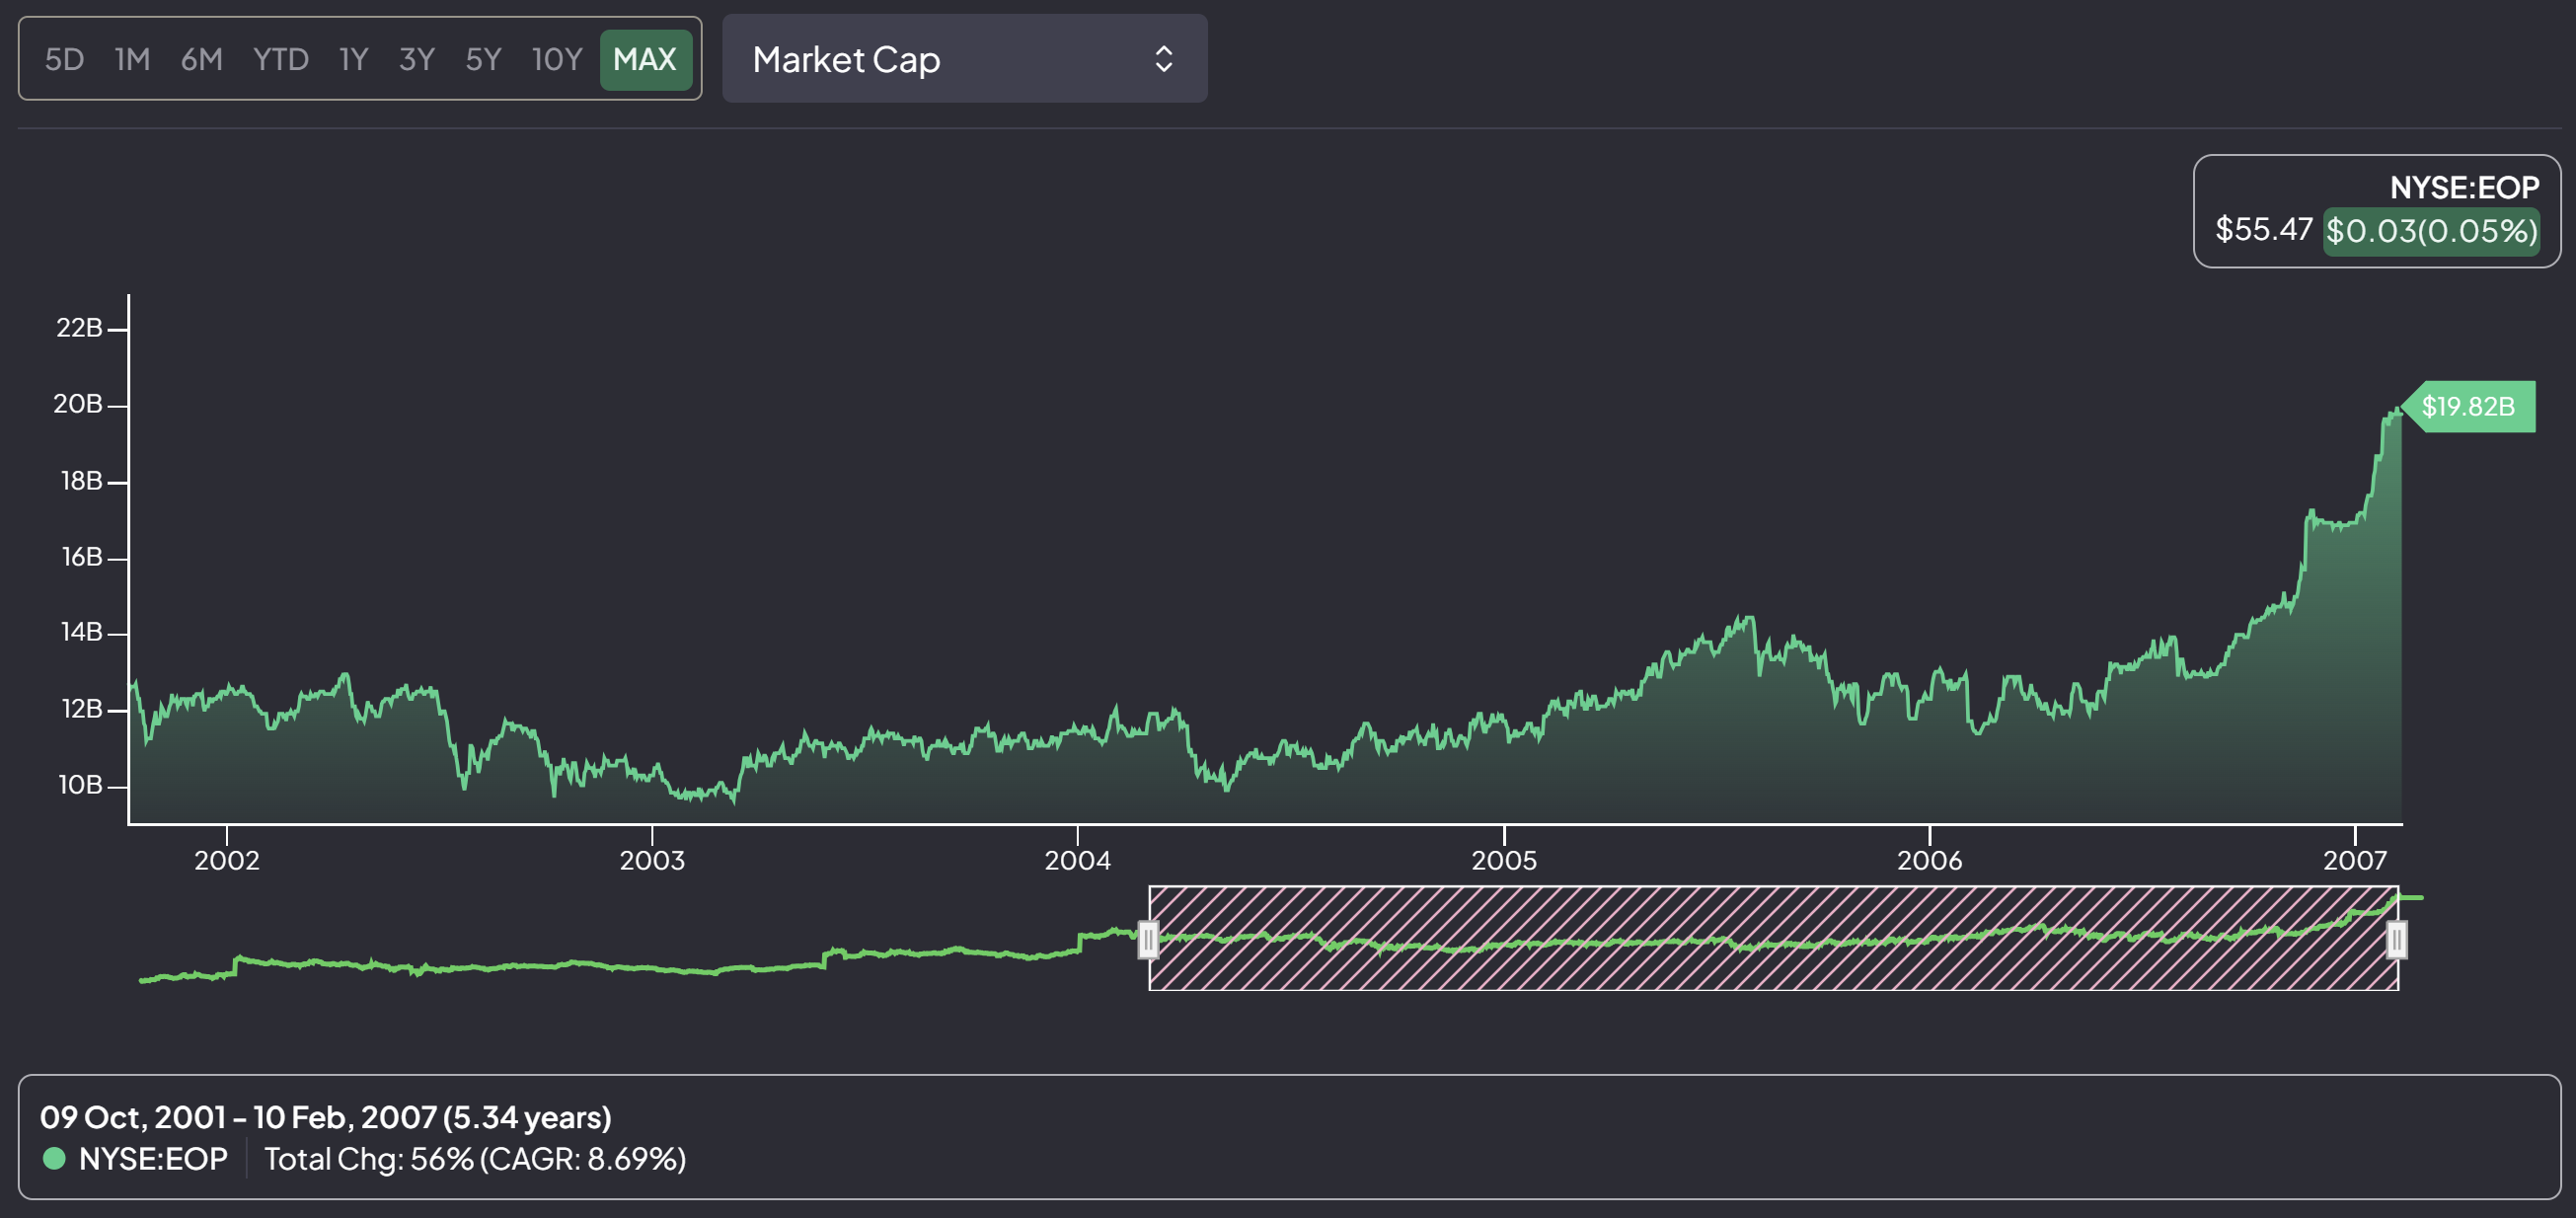 5D 1M 6M YTD 1Y 3Y 5Y 10Y MAX Market Cap
NYSE:EOP
$55.47 $0.03(0.05%)
22B
20B
$19.82B
18B
16B
14B
12B
10B
2002 2003 2004 2005 2006 2007
09 Oct, 2001 - 10 Feb, 2007 (5.34 years)
NYSE:EOP Total Chg: 56% (CAGR: 8.69%)